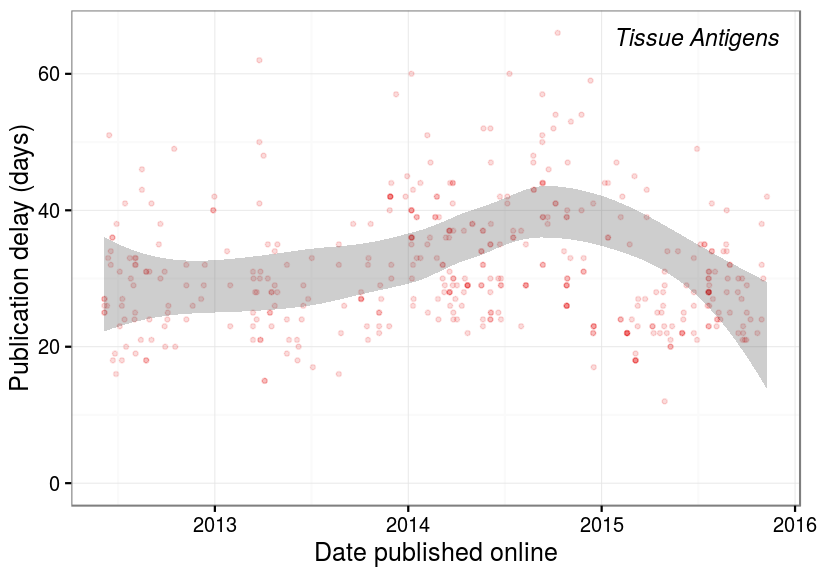 Tissue Antigens
Publication delay (days)
60
40
20
0
2013 2014 2015 2016
Date published online